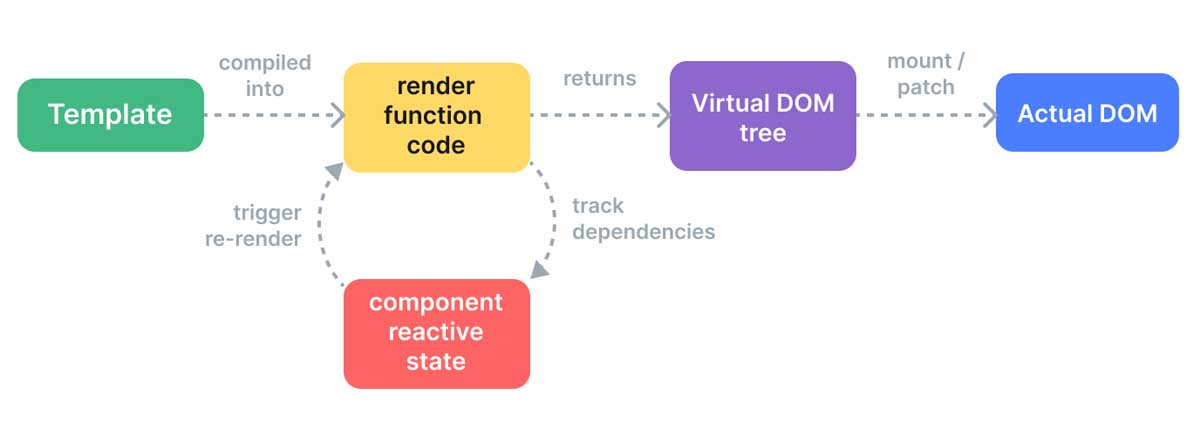 Template
compiled
into
render
function
code
returns
Virtual DOM
tree
mount /
patch
Actual DOM
trigger
re-render
track
dependencies
component
reactive
state